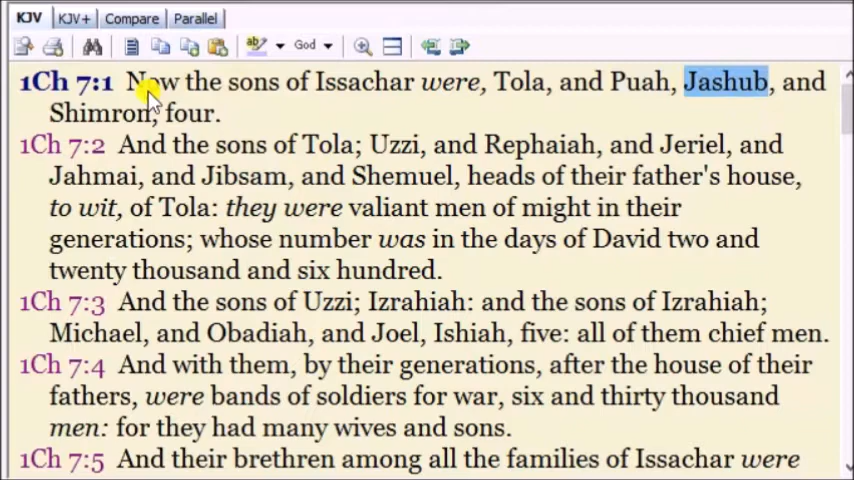 KJV KJV+ Compare Parallel
God
1Ch 7:1 Now the sons of Issachar were, Tola, and Puah, Jashub, and
Shimron, four.
1Ch 7:2 And the sons of Tola; Uzzi, and Rephaiah, and Jeriel, and
Jahmai, and Jibsam, and Shemuel, heads of their father's house,
to wit, of Tola: they were valiant men of might in their
generations; whose number was in the days of David two and
twenty thousand and six hundred.
1Ch 7:3 And the sons of Uzzi; Izrahiah: and the sons of Izrahiah;
Michael, and Obadiah, and Joel, Ishiah, five: all of them chief men.
1Ch 7:4 And with them, by their generations, after the house of their
fathers, were bands of soldiers for war, six and thirty thousand
men: for they had many wives and sons.
1Ch 7:5 And their brethren among all the families of Issachar were